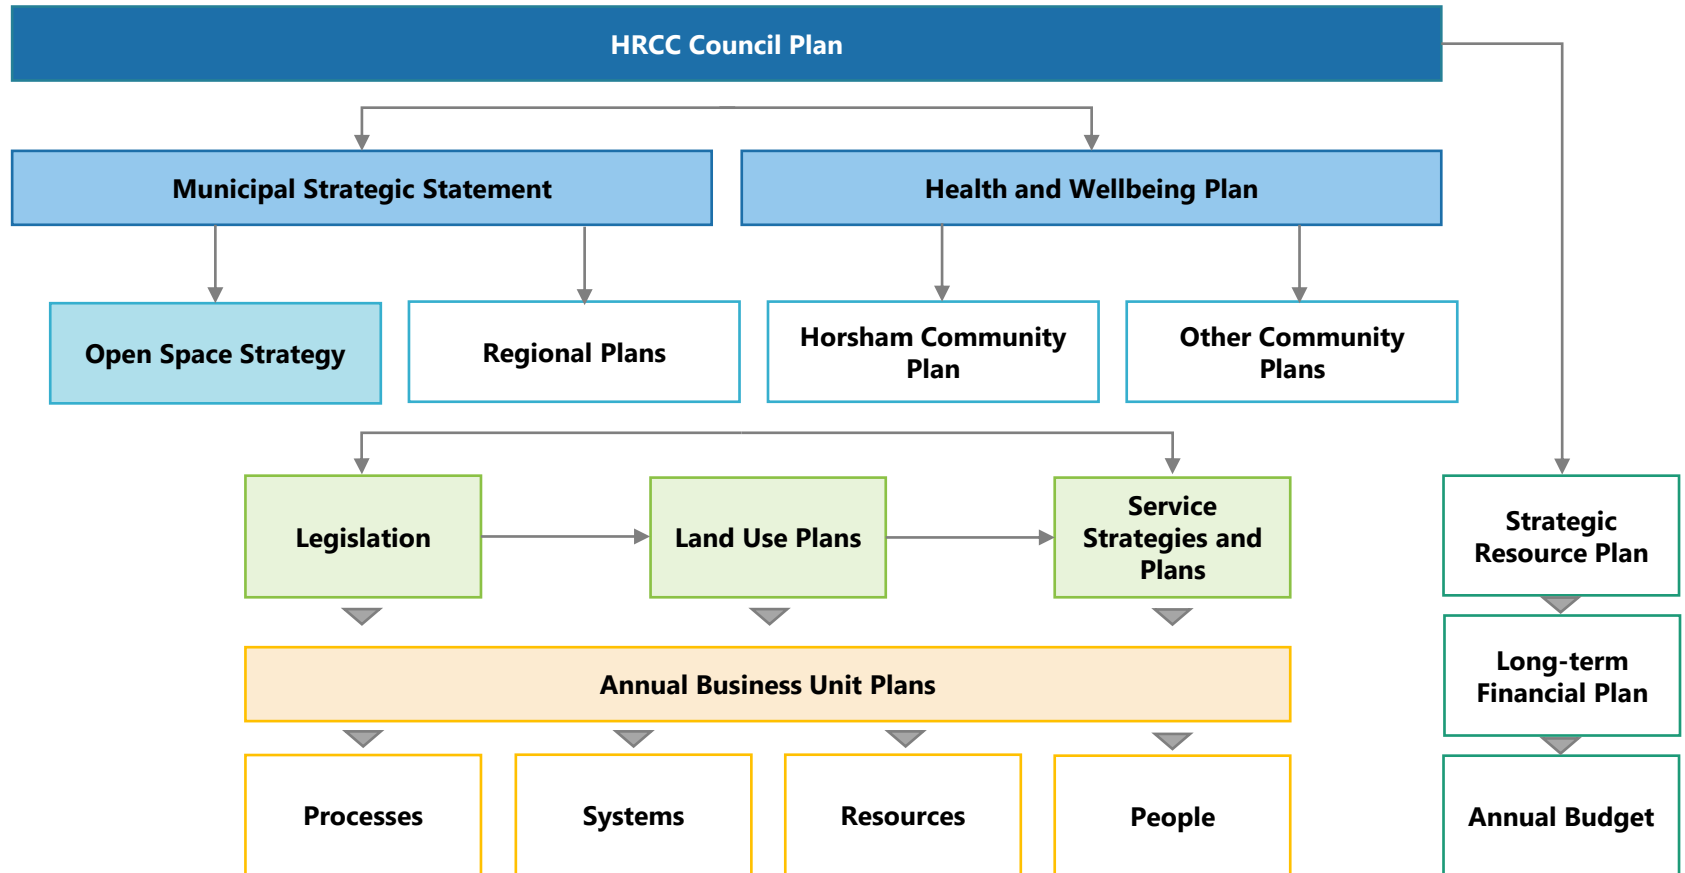 HRCC Council Plan
Municipal Strategic Statement
Health and Wellbeing Plan
Open Space Strategy
Regional Plans
Horsham Community
Plan
Other Community
Plans
Legislation
Land Use Plans
Service
Strategies and
Plans
Strategic
Resource Plan
Annual Business Unit Plans
Long-term
Financial Plan
Processes
Systems
Resources
People
Annual Budget